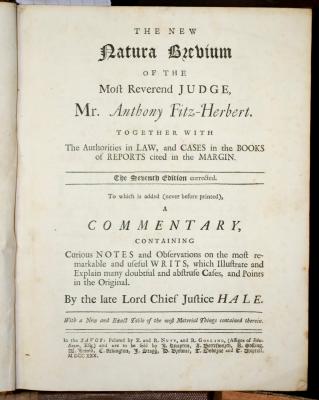 THE NEW
Natura Brevium
OF THE
Most Reverend JUDGE,
Mr. Anthony Fitz-Herbert.
TOGETHER WITH
The Authorities in LAW, and CASES in the BOOKS
of REPORTS cited in the MARGIN.
The Seventh Edition corrected.
To which is added (never before printed),
A
COMMENTARY,
CONTAINING
Curious NOTES and Observations on the most re-
markable and useful WRITS, which Illustrate and
Explain many doubtful and abstruse Cases, and Points
in the Original.
By the late Lord Chief Justice HALE.
With a New and Exact Table of the most Material Things contained therein.
In the SAVOY: Printed by E. and R. NUTT, and R. GOSLING, (Assigns of Edw.
Sayer, Esq;) and are to be Sold by
MDCCXXX.